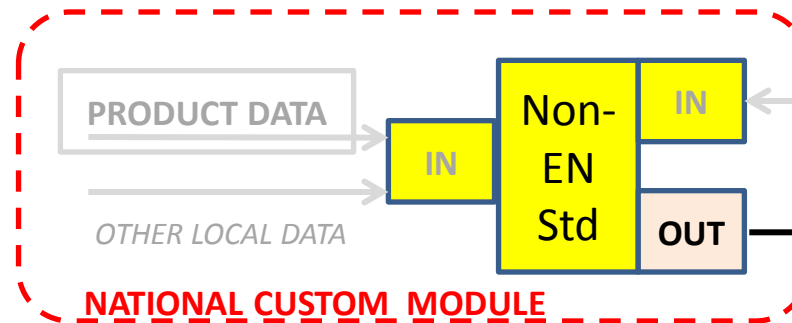 PRODUCT DATA
IN
OTHER LOCAL DATA
Non-
EN
Std
IN
OUT
NATIONAL CUSTOM MODULE